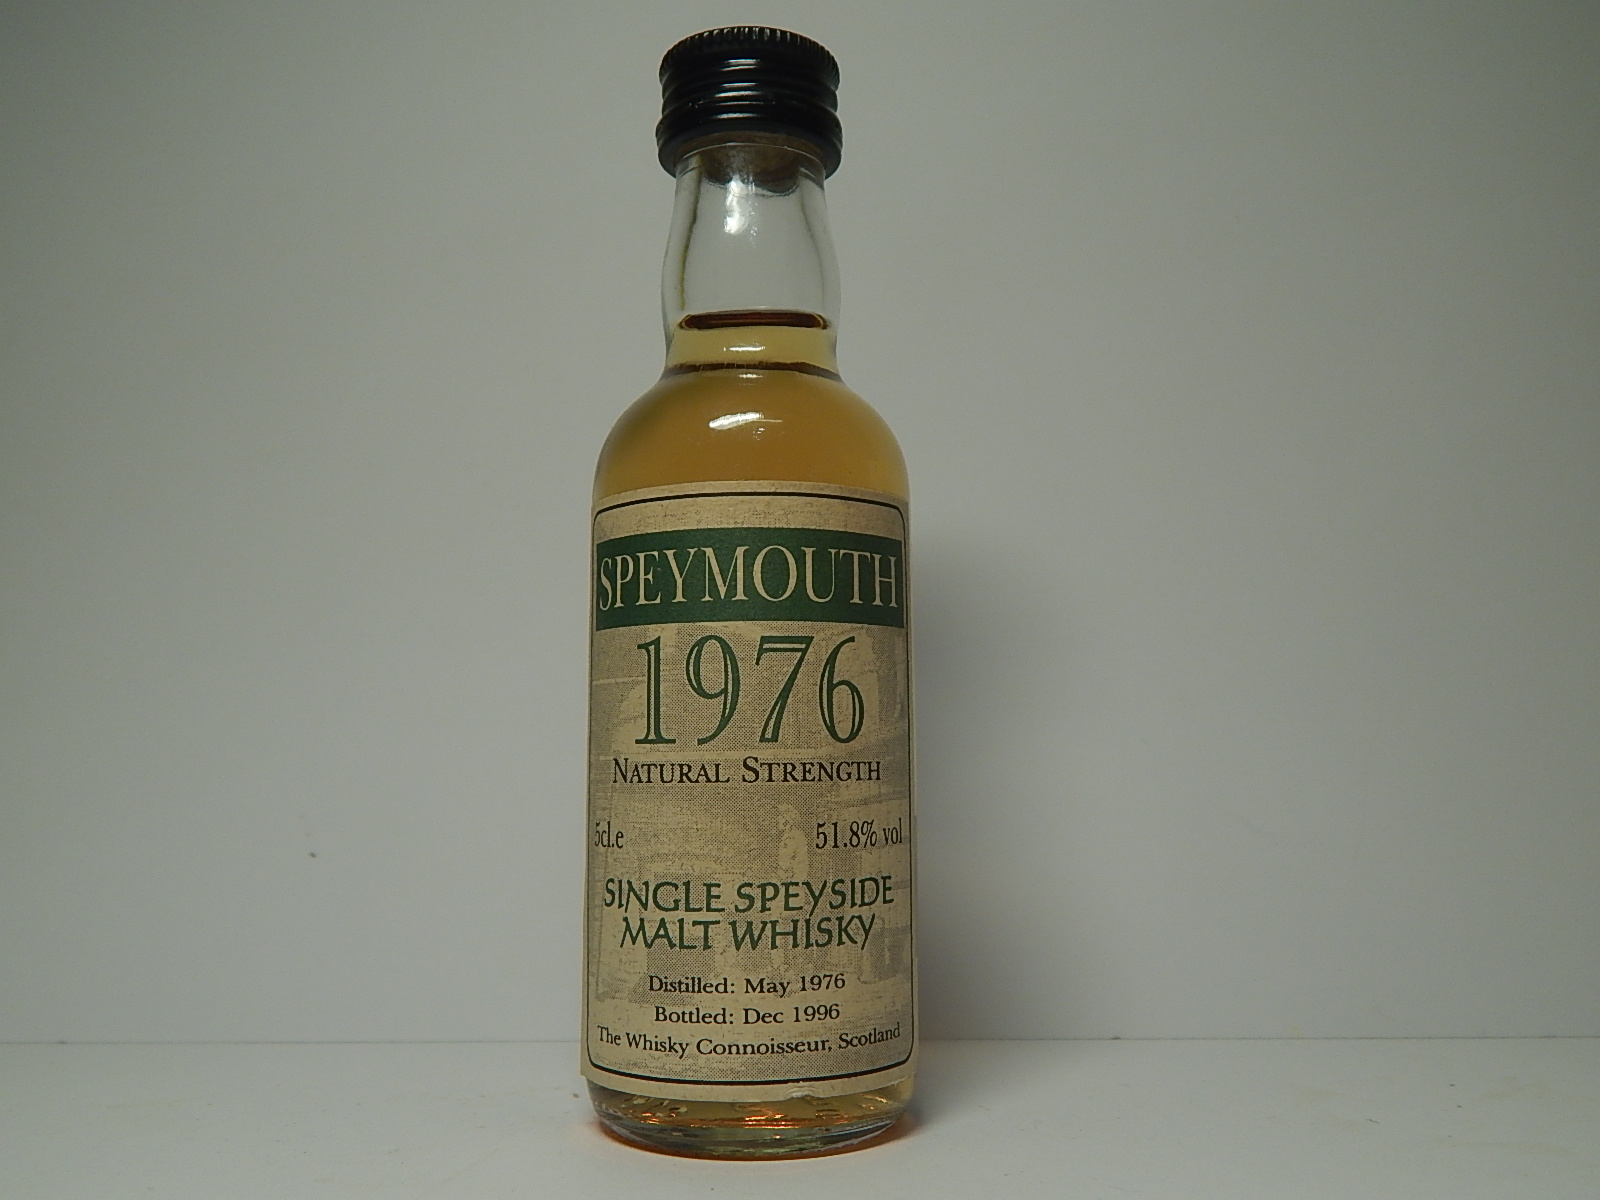 SPEYMOUTH
1976
NATURAL STRENGTH
5cl.e 51.8% vol
SINGLE SPEYSIDE
MALT WHISKY
Distilled: May 1976
Bottled: Dec 1996
The Whisky Connoisseur, Scotland